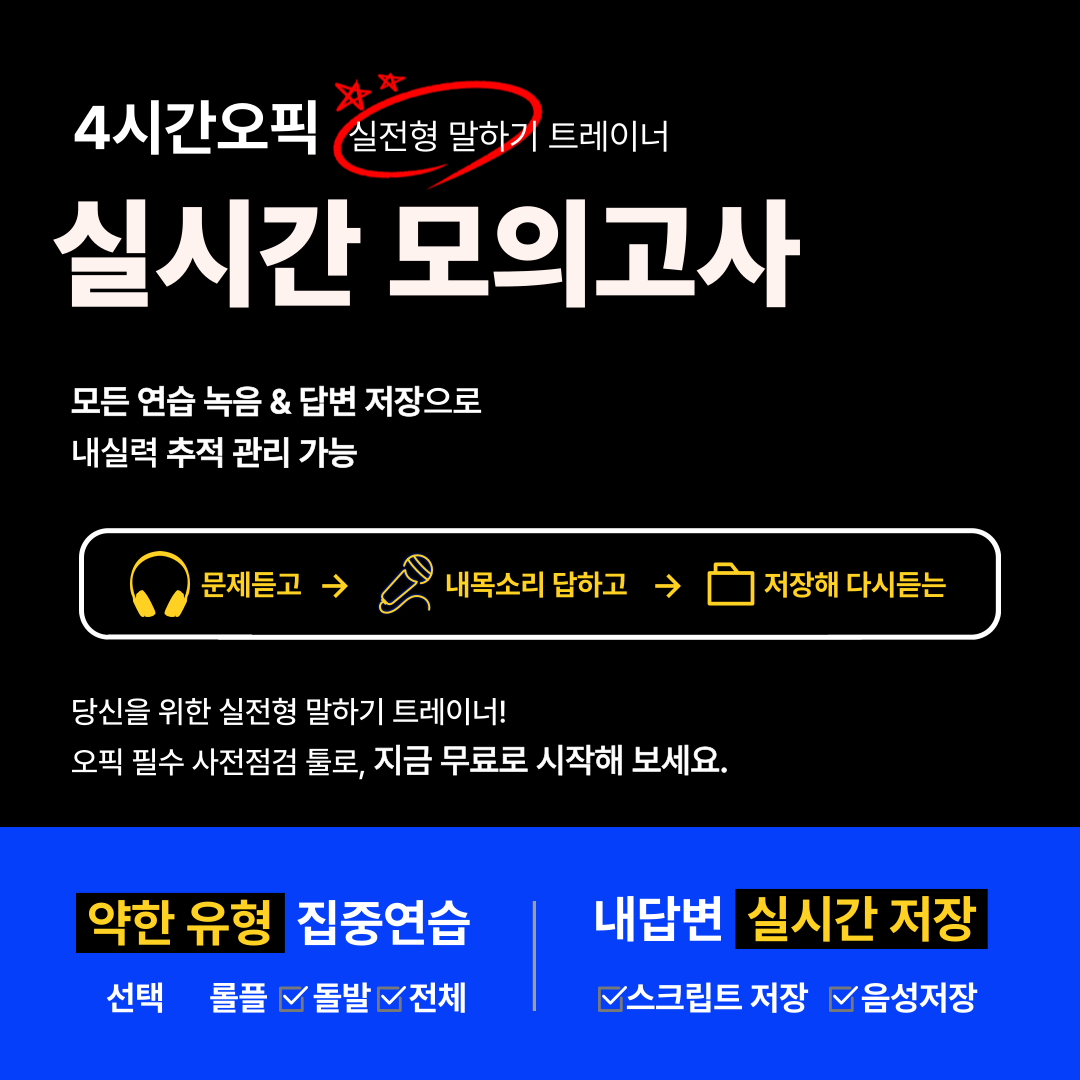 4시간오픽 실전형 말하기 트레이너
실시간 모의고사
모든 연습 녹음 & 답변 저장으로
내실력 추적 관리 가능
문제듣고 → 내목소리 답하고 → 저장해 다시듣는
당신을 위한 실전형 말하기 트레이너!
오픽 필수 사전점검 툴로, 지금 무료로 시작해 보세요.
약한 유형 집중연습
선택 롤플 ☑ 돌발 ☑ 전체
내답변 실시간 저장
☑스크립트 저장 ☑음성저장